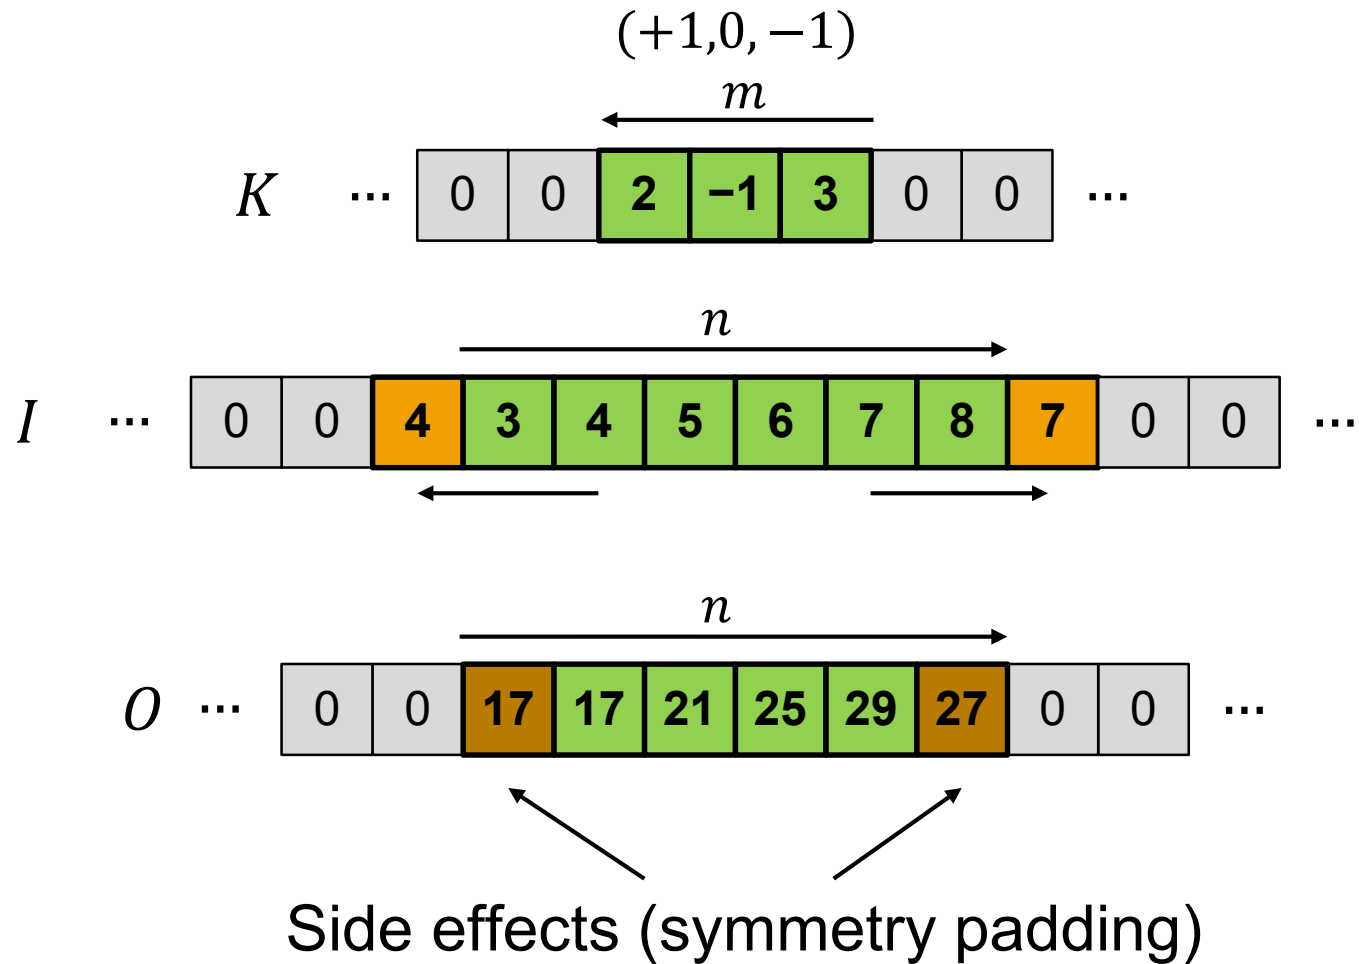 (+1,0,−1)
m
K ... 0 0 2 −1 3 0 0 ...
n
I ... 0 0 4 3 4 5 6 7 8 7 0 0 ...
n
O ... 0 0 17 17 21 25 29 27 0 0 ...
Side effects (symmetry padding)